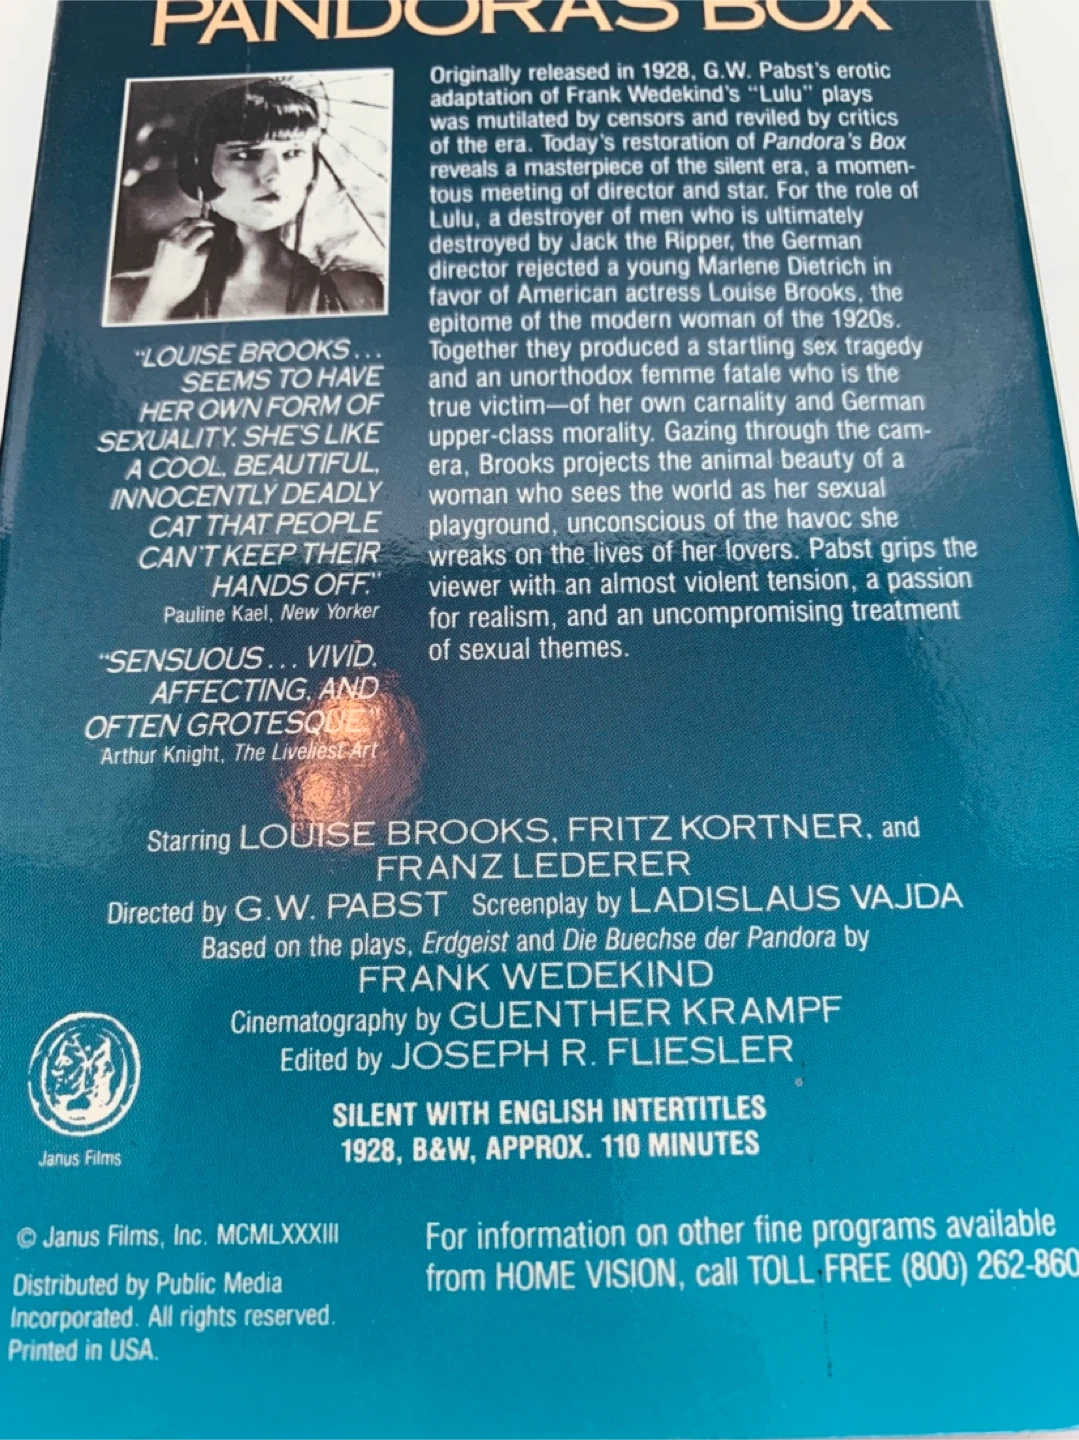 PANDORA'S BOX
Originally released in 1928, G.W. Pabst's erotic
adaptation of Frank Wedekind's "Lulu" plays
was mutilated by censors and reviled by critics
of the era. Today's restoration of Pandora's Box
reveals a masterpiece of the silent era, a momen-
tous meeting of director and star. For the role of
Lulu, a destroyer of men who is ultimately
destroyed by Jack the Ripper, the German
director rejected a young Marlene Dietrich in
favor of American actress Louise Brooks, the
epitome of the modern woman of the 1920s.
Together they produced a startling sex tragedy
and an unorthodox femme fatale who is the
true victim—of her own carnality and German
upper-class morality. Gazing through the cam-
era, Brooks projects the animal beauty of a
woman who sees the world as her sexual
playground, unconscious of the havoc she
wreaks on the lives of her lovers. Pabst grips the
viewer with an almost violent tension, a passion
for realism, and an uncompromising treatment
of sexual themes.
"LOUISE BROOKS...
SEEMS TO HAVE
HER OWN FORM OF
SEXUALITY. SHE'S LIKE
A COOL, BEAUTIFUL,
INNOCENTLY DEADLY
CAT THAT PEOPLE
CAN'T KEEP THEIR
HANDS OFF."
Pauline Kael, New Yorker
"SENSUOUS... VIVID,
AFFECTING, AND
OFTEN GROTESQUE."
Arthur Knight, The Liveliest Art
Starring LOUISE BROOKS, FRITZ KORTNER, and
FRANZ LEDERER
Directed by G.W. PABST Screenplay by LADISLAUS VAJDA
Based on the plays, Erdgeist and Die Buechse der Pandora by
FRANK WEDEKIND
Cinematography by GUENTHER KRAMPF
Edited by JOSEPH R. FLIESLER
SILENT WITH ENGLISH INTERTITLES
1928, B&W, APPROX. 110 MINUTES
Janus Films
© Janus Films, Inc. MCMLXXXIII
Distributed by Public Media
Incorporated. All rights reserved.
Printed in USA.
For information on other fine programs available
from HOME VISION, call TOLL FREE (800) 262-860